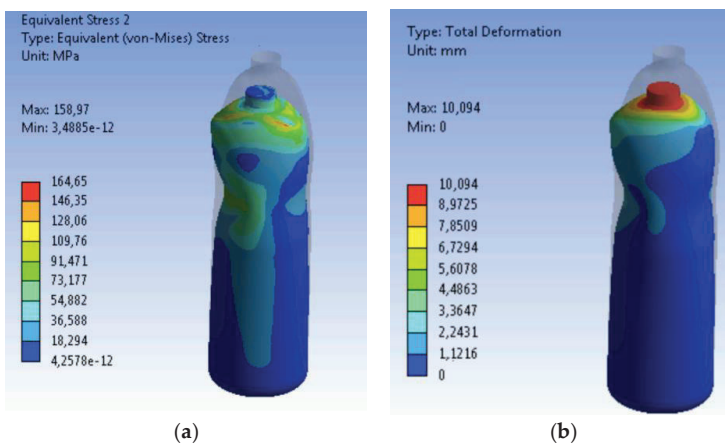 Equivalent Stress 2
Type: Equivalent (von-Mises) Stress
Unit: MPa
Max: 158,97
Min: 3,4885e-12
164,65
146,35
128,06
109,76
91,471
73,177
54,882
36,588
18,294
4,2578e-12
(a)
Type: Total Deformation
Unit: mm
Max: 10,094
Min: 0
10,094
8,9725
7,8509
6,7294
5,6078
4,4863
3,3647
2,2431
1,1216
0
(b)